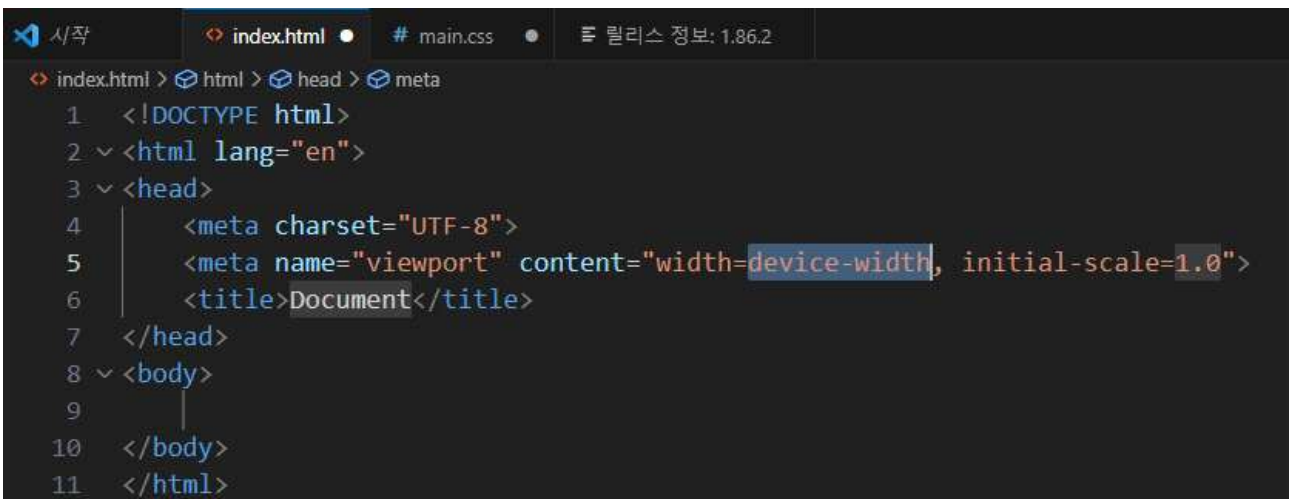 시작 index.html main.css 릴리스 정보: 1.86.2
index.html > html > head > meta
1 <!DOCTYPE html>
2 <html lang="en">
3 <head>
4 <meta charset="UTF-8">
5 <meta name="viewport" content="width=device-width, initial-scale=1.0">
6 <title>Document</title>
7 </head>
8 <body>
9
10 </body>
11 </html>